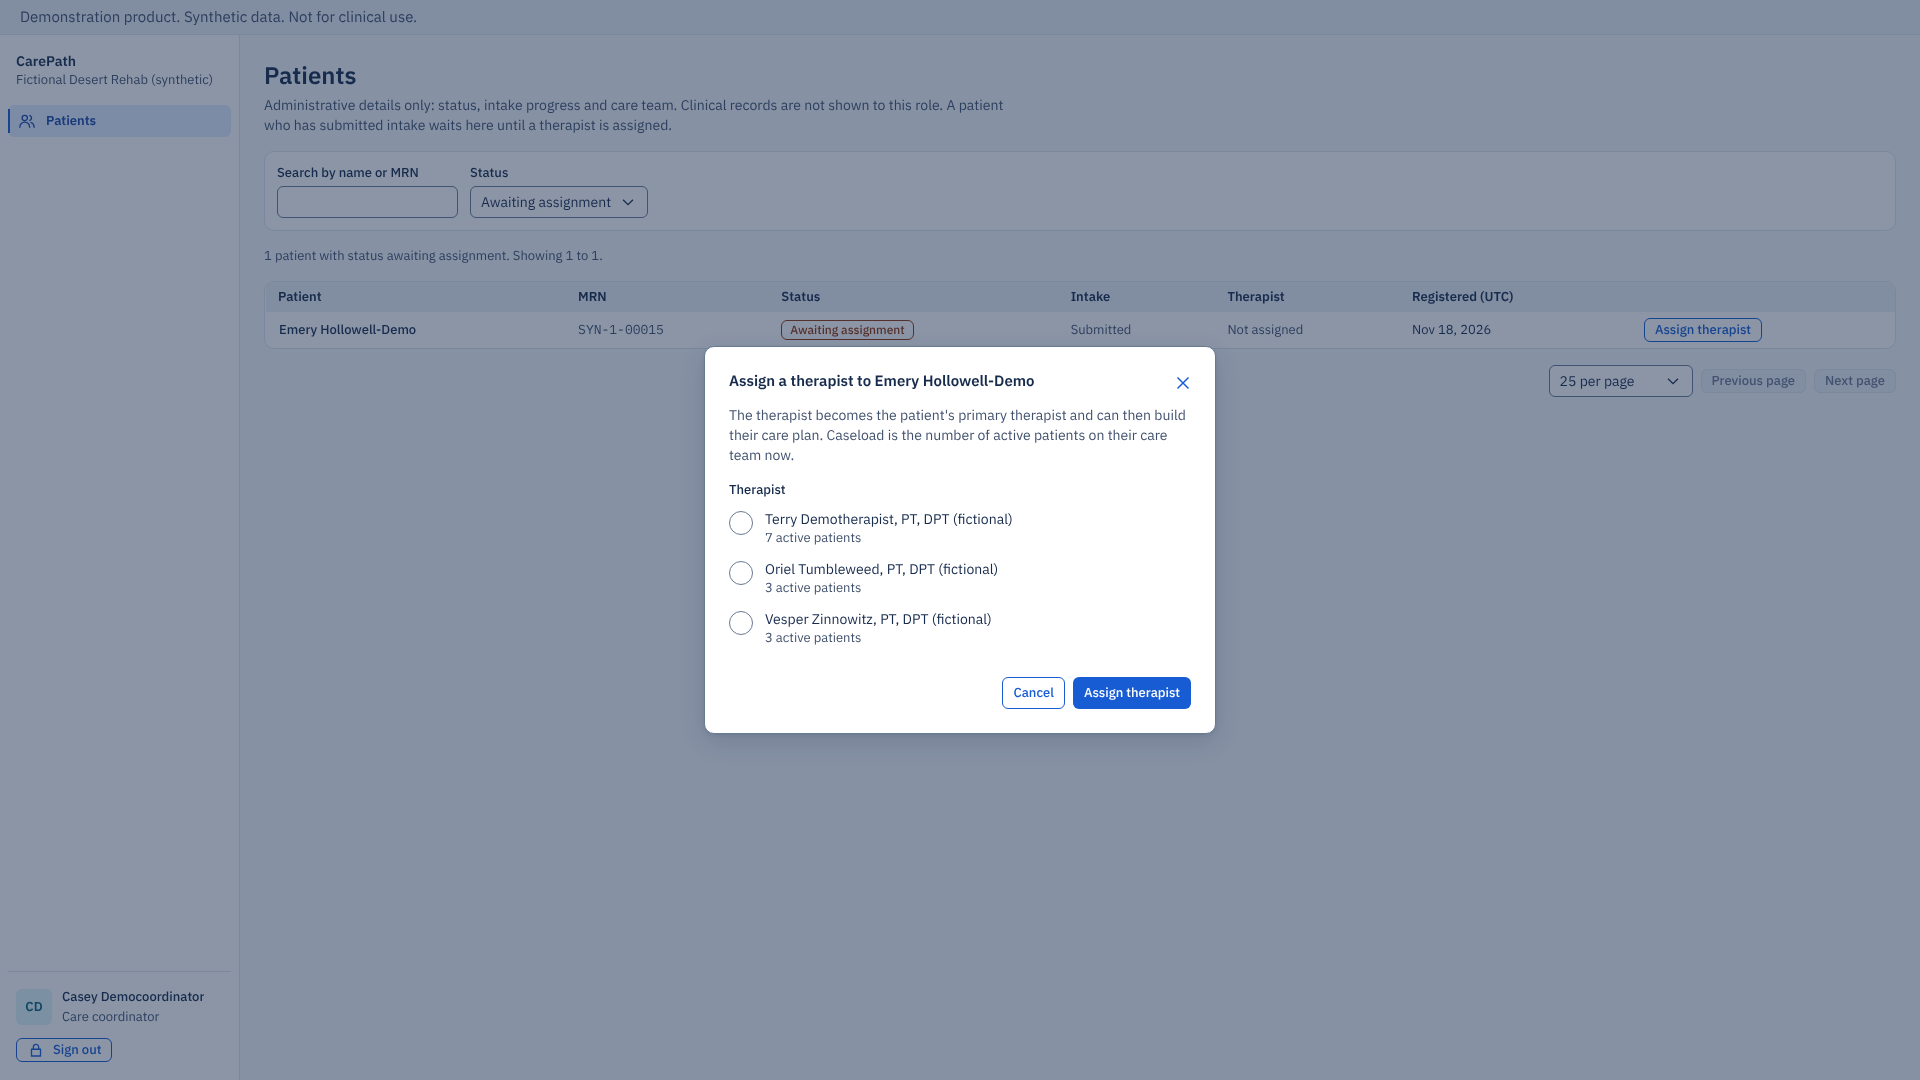 Demonstration product. Synthetic data. Not for clinical use.
CarePath
Fictional Desert Rehab (synthetic)
Patients
Patients
Administrative details only: status, intake progress and care team. Clinical records are not shown to this role. A patient
who has submitted intake waits here until a therapist is assigned.
Search by name or MRN
Status
Awaiting assignment
1 patient with status awaiting assignment. Showing 1 to 1.
Patient MRN Status Intake Therapist Registered (UTC)
Emery Hollowell-Demo SYN-1-00015 Awaiting assignment Submitted Not assigned Nov 18, 2026 Assign therapist
25 per page Previous page Next page
Assign a therapist to Emery Hollowell-Demo
The therapist becomes the patient's primary therapist and can then build
their care plan. Caseload is the number of active patients on their care
team now.
Therapist
Terry Demotherapist, PT, DPT (fictional)
7 active patients
Oriel Tumbleweed, PT, DPT (fictional)
3 active patients
Vesper Zinnowitz, PT, DPT (fictional)
3 active patients
Cancel Assign therapist
CD
Casey Democoordinator
Care coordinator
Sign out